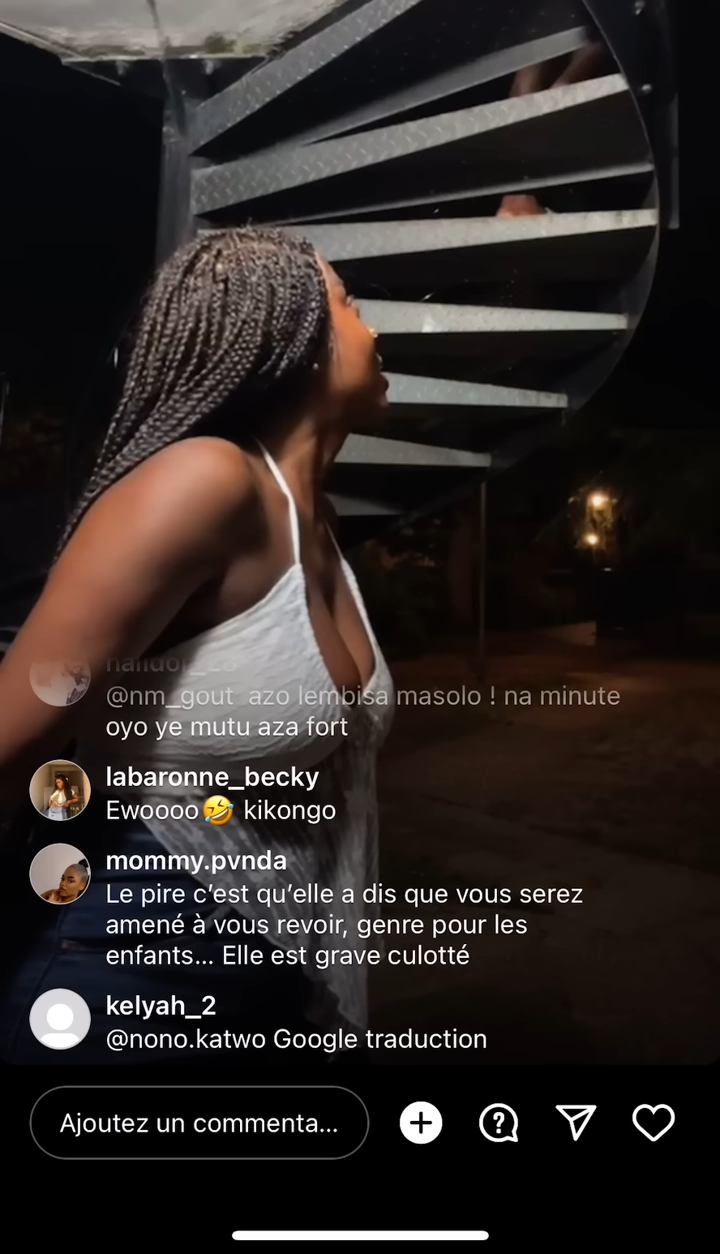 @nm_gout azo lembisa masolo ! na minute
oyo ye mutu aza fort
labaronne_becky
Ewoooo🤣 kikongo
mommy.pvnda
Le pire c’est qu’elle a dis que vous serez
amené à vous revoir, genre pour les
enfants... Elle est grave culotté
kelyah_2
@nono.katwo Google traduction
Ajoutez un commenta...